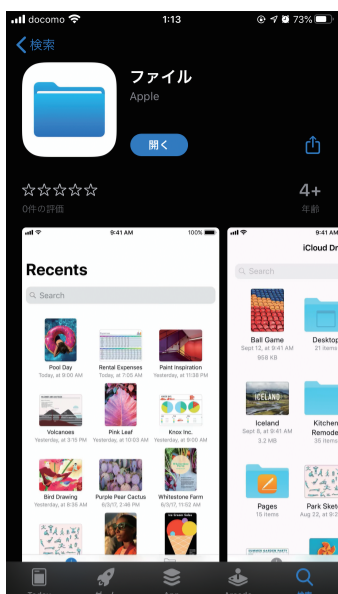 docomo 1:13 73%
検索
ファイル
Apple
開く
4+
0件の評価 年齢
9:41 AM 100%
Recents
Search
Pool Day Rental Expenses Paint Inspiration
Today, at 9:00 AM Today, at 7:05 AM Yesterday, at 11:38 PM
Volcanoes Pink Leaf Knox Inc.
Yesterday, at 3:15 PM Yesterday, at 10:03 AM Yesterday, at 9:00 AM
Bird Drawing Purple Pear Cactus Whitestone Farm
Yesterday, at 8:35 AM 6/3/17, 2:46 PM 6/3/17, 11:52 AM
9:41 AM
iCloud Dr
Search
Ball Game Desktop
Sept 12, at 9:41 AM 21 items
958 KB
ICELAND
Iceland Kitchen
Sept 8, at 9:41 AM Remode
3.2 MB 35 items
Pages Park Sket
15 items Aug 22, at 9: